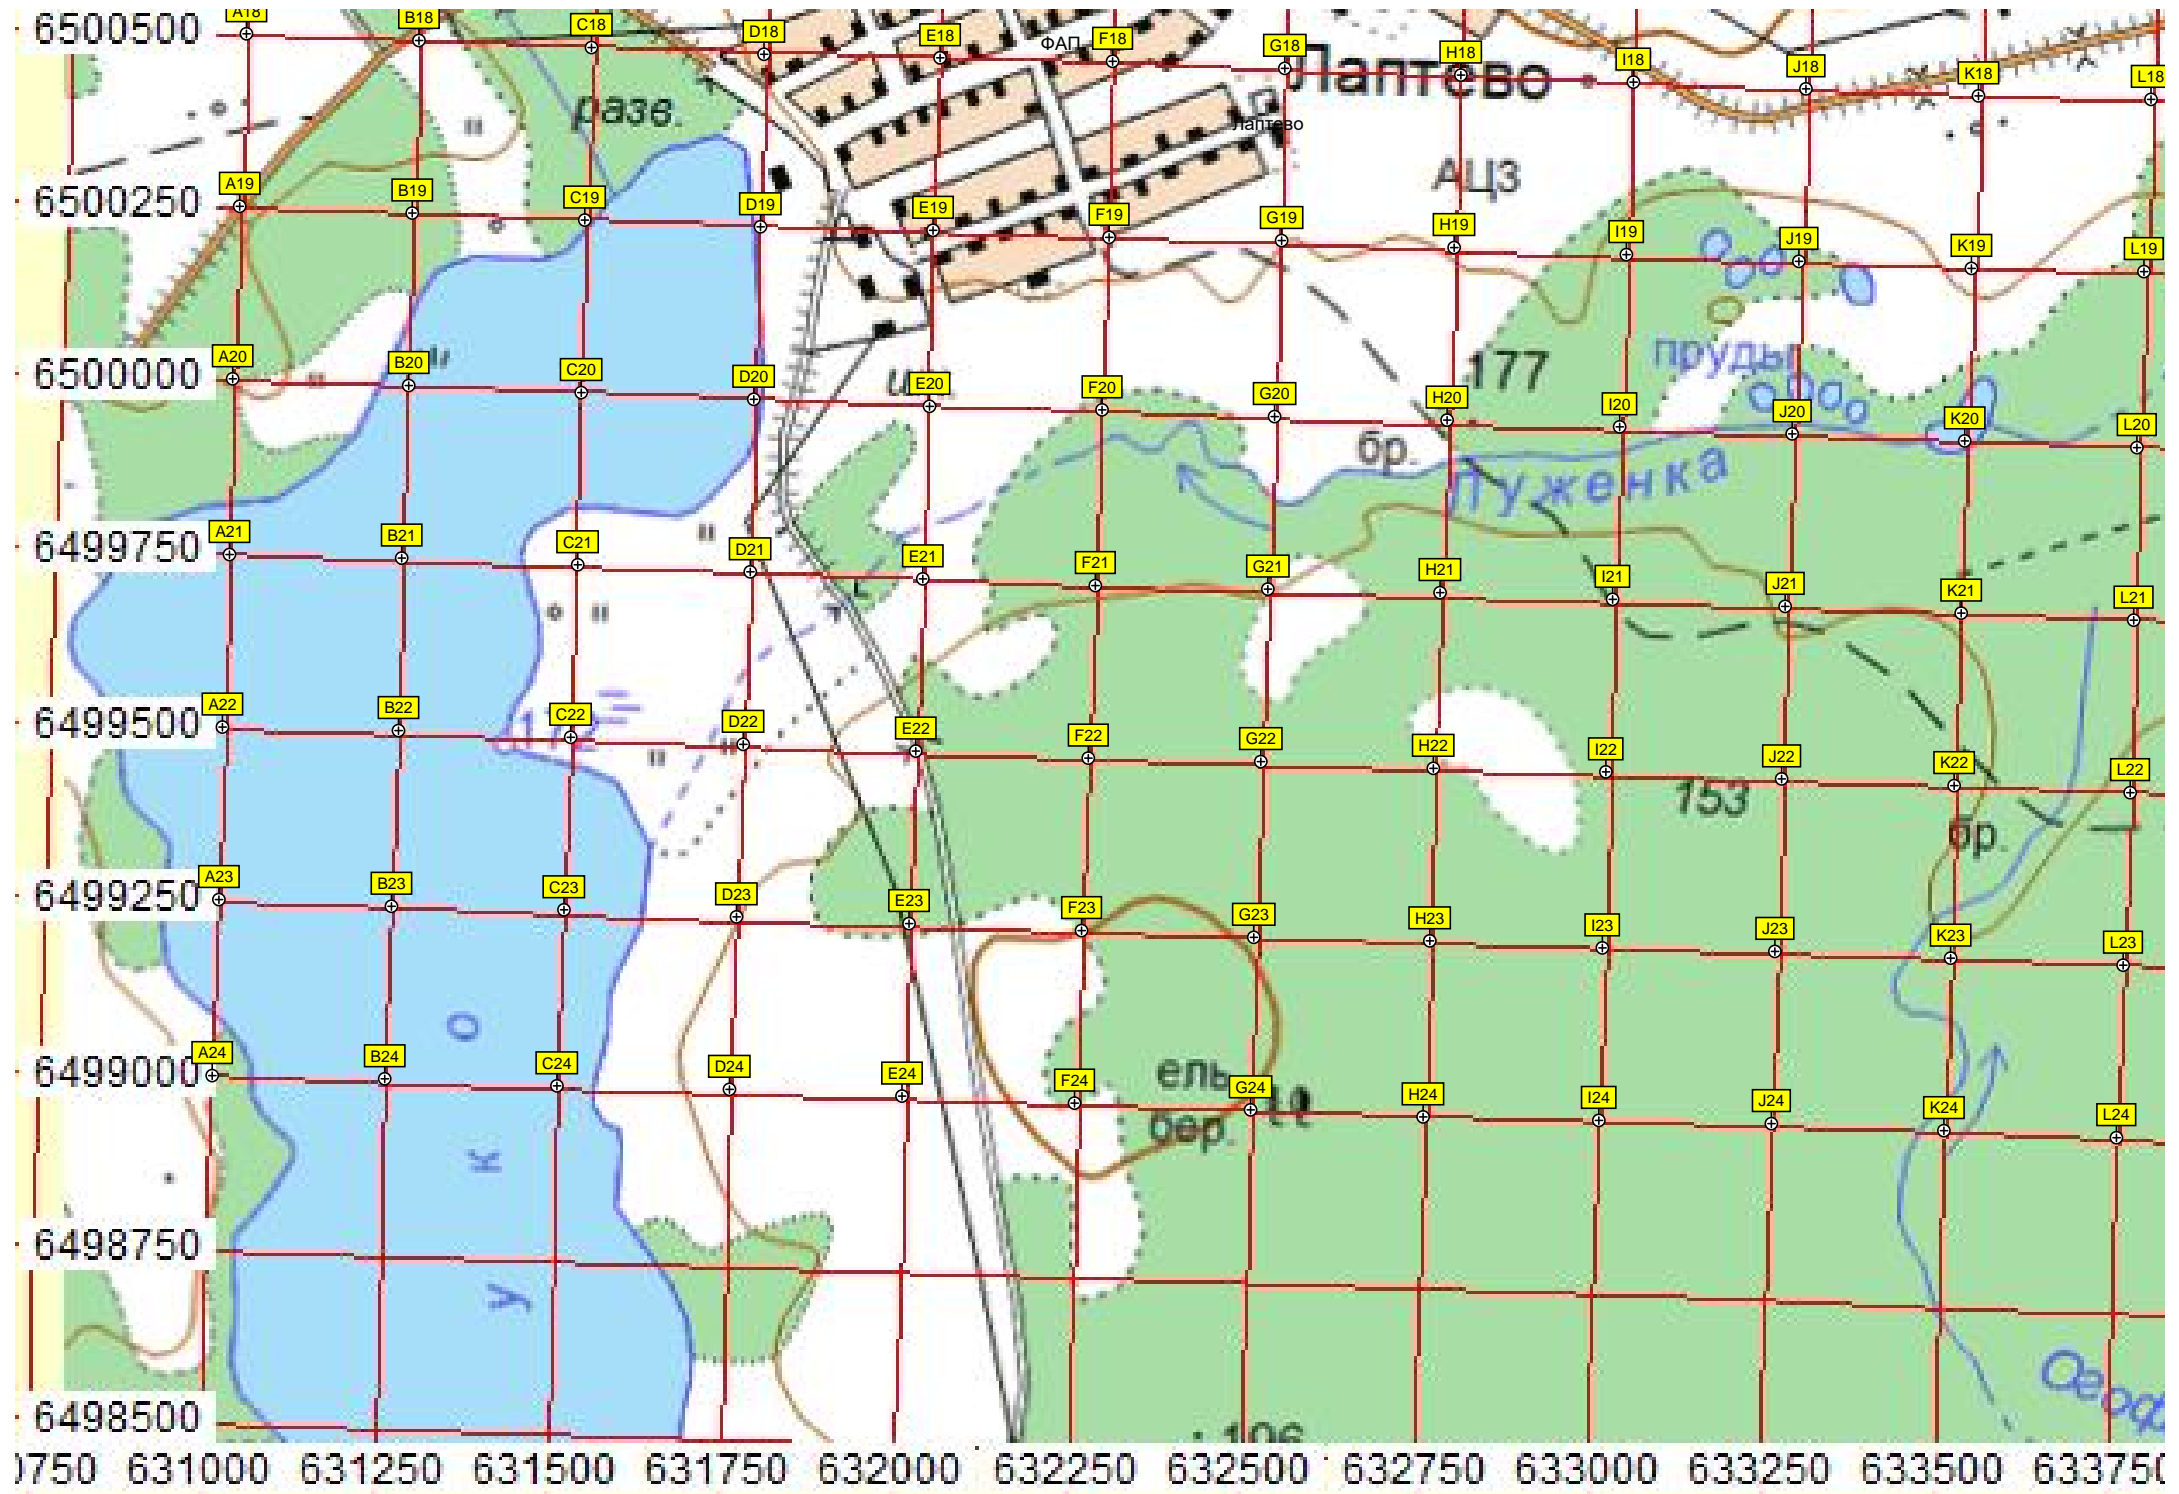 6500500 A18 B18 C18 D18 E18 ФАП F18 G18 H18 I18 J18 K18 L18
Лаптево
разв.
Лаптево
АЦЗ
6500250 A19 B19 C19 D19 E19 F19 G19 H19 I19 J19 K19 L19
пруды
177
6500000 A20 B20 C20 D20 E20 F20 G20 H20 I20 J20 K20 L20
бр.
Луженка
6499750 A21 B21 C21 D21 E21 F21 G21 H21 I21 J21 K21 L21
6499500 A22 B22 C22 D22 E22 F22 G22 H22 I22 J22 K22 L22
172
153
бр.
6499250 A23 B23 C23 D23 E23 F23 G23 H23 I23 J23 K23 L23
о
6499000 A24 B24 C24 D24 E24 F24 G24 H24 I24 J24 K24 L24
ель
бер.
к
6498750
у
6498500
196
0750 631000 631250 631500 631750 632000 632250 632500 632750 633000 633250 633500 633750